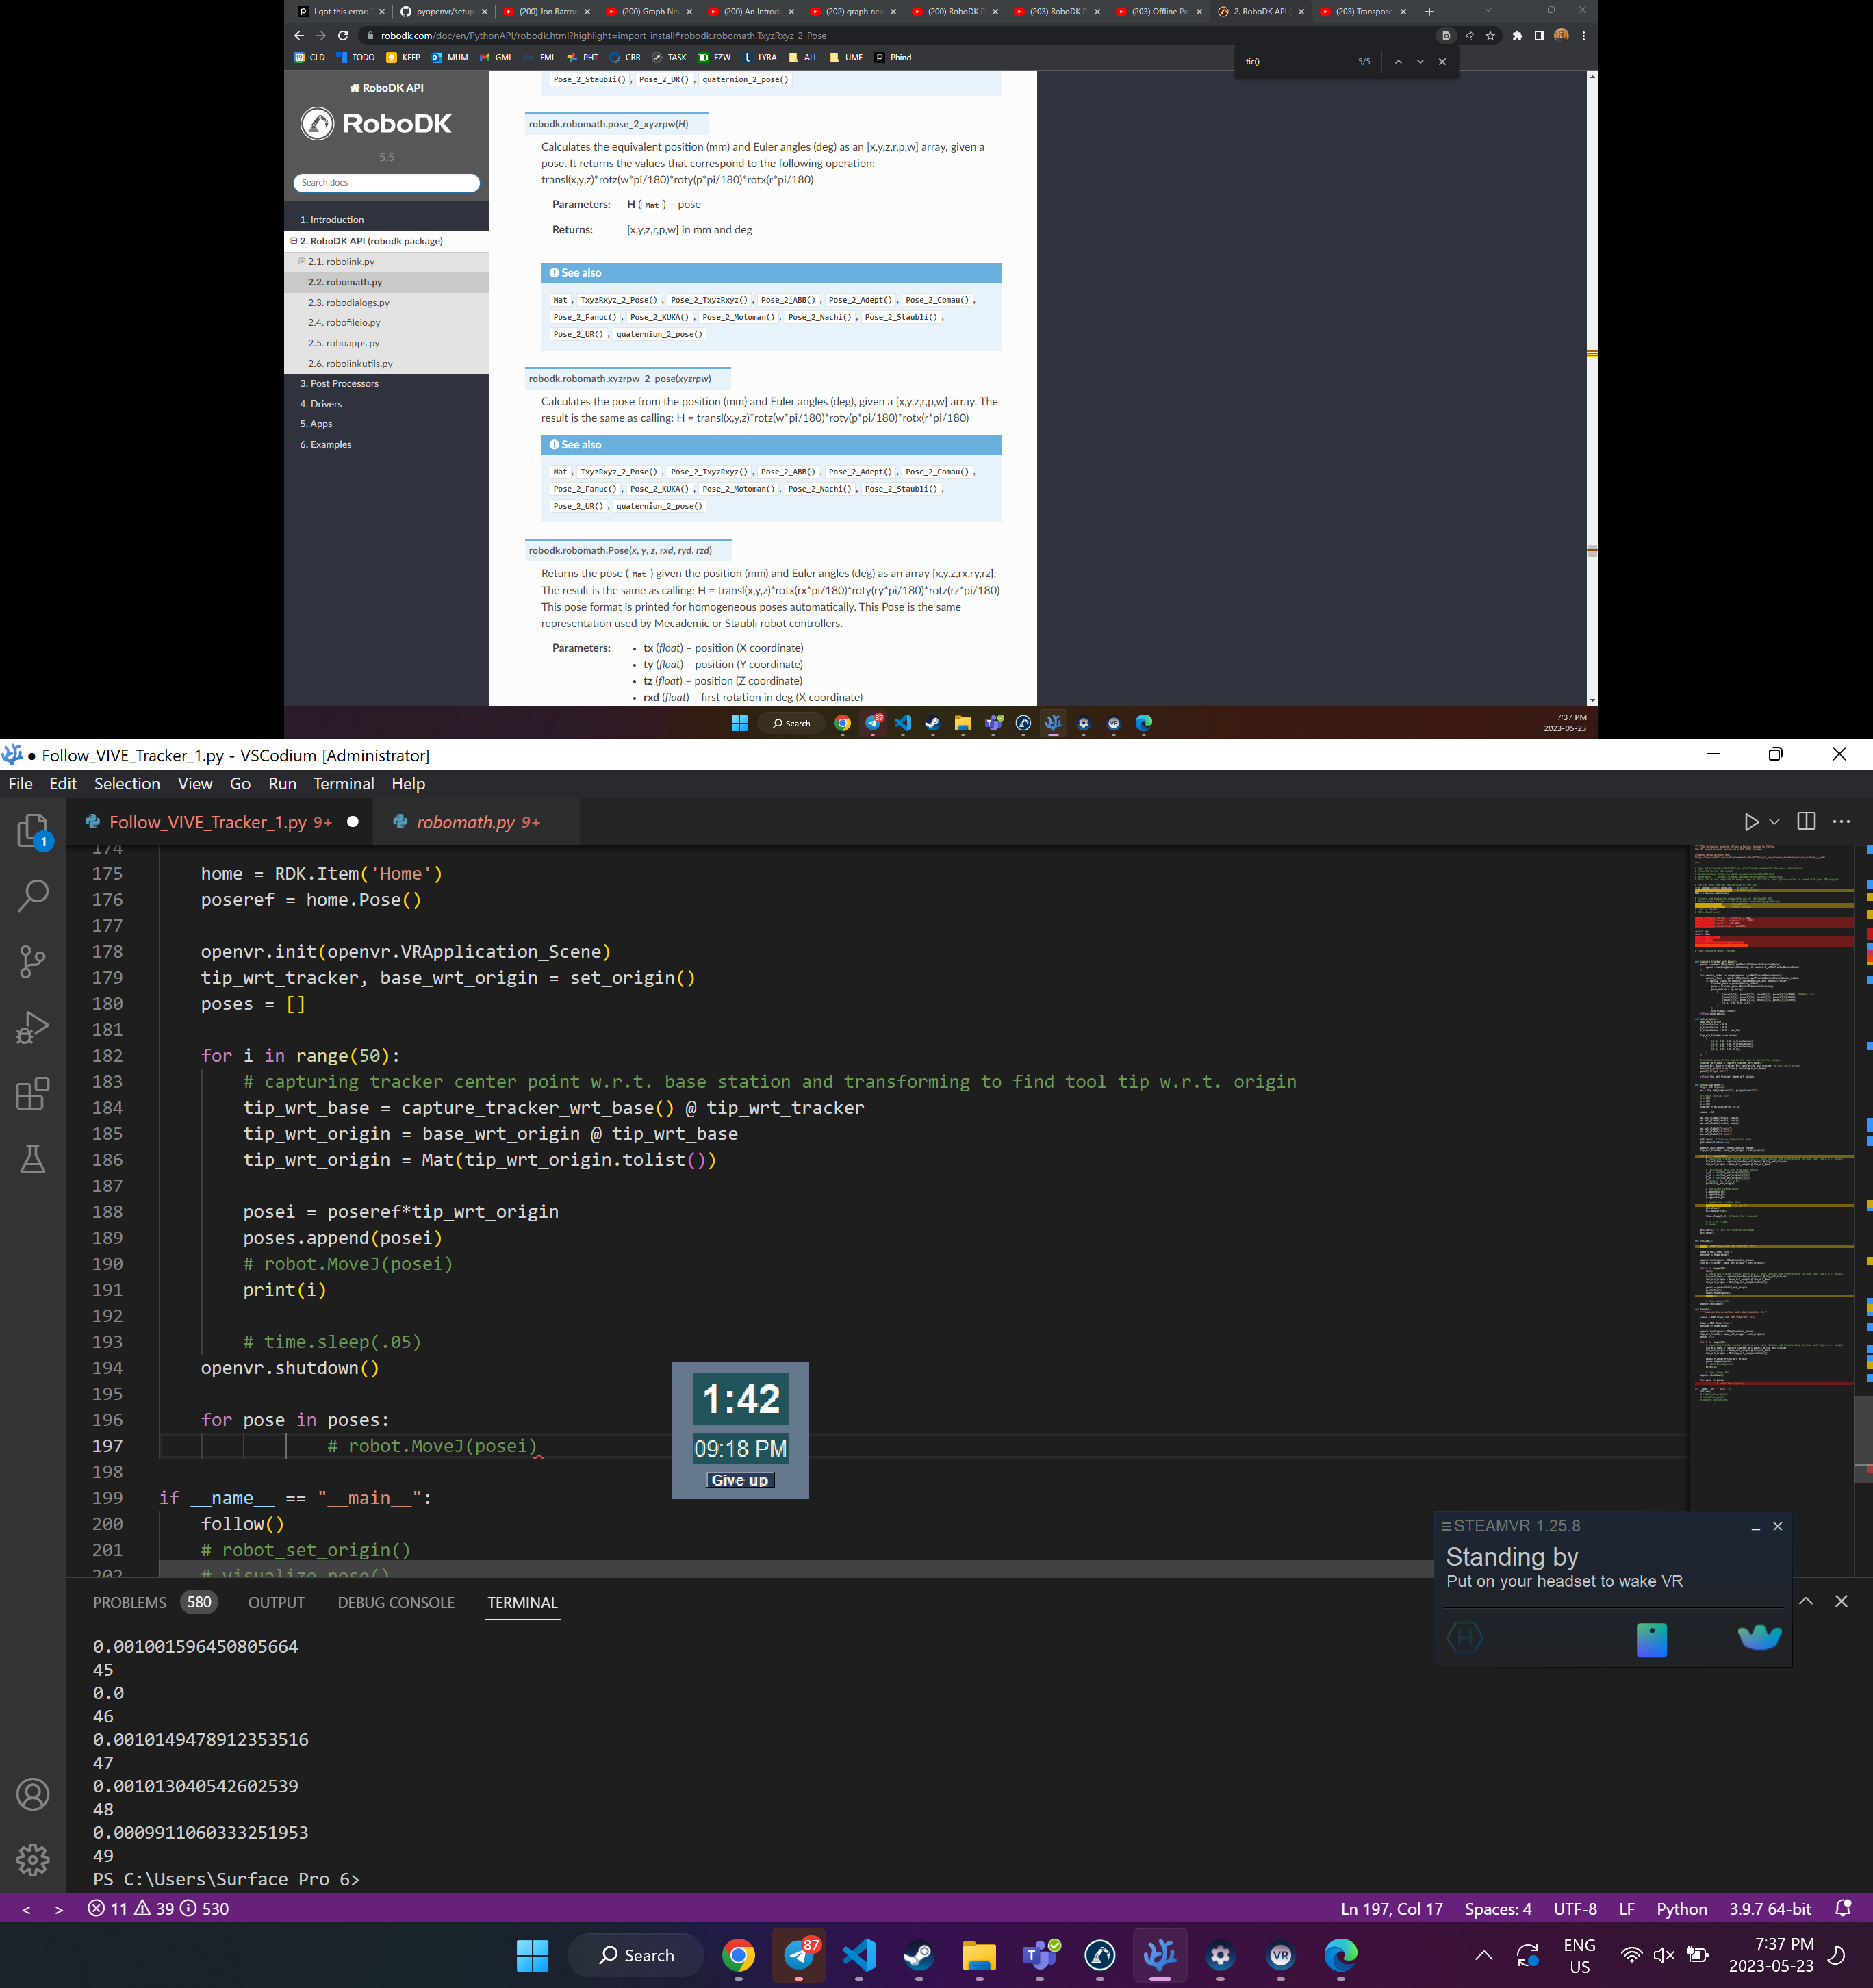 I got this error: T
pyopenvr/setup
(200) Jon Barron
(200) Graph Neu
(200) An Introdu
(202) graph neu
(200) RoboDK P
(203) RoboDK P
(203) Offline Pr
2. RoboDK API (
(203) Transpose
robodk.com/doc/en/PythonAPI/robodk.html?highlight=import_install#robodk.robomath.TxyzRxyz_2_Pose
CLD TODO KEEP MUM GML EML PHT CRR TASK EZW LYRA ALL UME Phind
tic() 5/5
RoboDK API
RoboDK
5.5
Search docs
1. Introduction
2. RoboDK API (robodk package)
2.1. robolink.py
2.2. robomath.py
2.3. robodialogs.py
2.4. robofileio.py
2.5. roboapps.py
2.6. robolinkutils.py
3. Post Processors
4. Drivers
5. Apps
6. Examples
Pose_2_Staubli() , Pose_2_UR() , quaternion_2_pose()
robodk.robomath.pose_2_xyzrpw(H)
Calculates the equivalent position (mm) and Euler angles (deg) as an [x,y,z,r,p,w] array, given a
pose. It returns the values that correspond to the following operation:
transl(x,y,z)*rotz(w*pi/180)*roty(p*pi/180)*rotx(r*pi/180)
Parameters: H ( Mat ) – pose
Returns: [x,y,z,r,p,w] in mm and deg
See also
Mat , TxyzRxyz_2_Pose() , Pose_2_TxyzRxyz() , Pose_2_ABB() , Pose_2_Adept() , Pose_2_Comau() ,
Pose_2_Fanuc() , Pose_2_KUKA() , Pose_2_Motoman() , Pose_2_Nachi() , Pose_2_Staubli() ,
Pose_2_UR() , quaternion_2_pose()
robodk.robomath.xyzrpw_2_pose(xyzrpw)
Calculates the pose from the position (mm) and Euler angles (deg), given a [x,y,z,r,p,w] array. The
result is the same as calling: H = transl(x,y,z)*rotz(w*pi/180)*roty(p*pi/180)*rotx(r*pi/180)
See also
Mat , TxyzRxyz_2_Pose() , Pose_2_TxyzRxyz() , Pose_2_ABB() , Pose_2_Adept() , Pose_2_Comau() ,
Pose_2_Fanuc() , Pose_2_KUKA() , Pose_2_Motoman() , Pose_2_Nachi() , Pose_2_Staubli() ,
Pose_2_UR() , quaternion_2_pose()
robodk.robomath.Pose(x, y, z, rxd, ryd, rzd)
Returns the pose ( Mat ) given the position (mm) and Euler angles (deg) as an array [x,y,z,rx,ry,rz].
The result is the same as calling: H = transl(x,y,z)*rotx(rx*pi/180)*roty(ry*pi/180)*rotz(rz*pi/180)
This pose format is printed for homogeneous poses automatically. This Pose is the same
representation used by Mecademic or Staubli robot controllers.
Parameters: • tx (float) – position (X coordinate)
• ty (float) – position (Y coordinate)
• tz (float) – position (Z coordinate)
• rxd (float) – first rotation in deg (X coordinate)
Search
87
7:37 PM
2023-05-23
● Follow_VIVE_Tracker_1.py - VSCodium [Administrator]
File Edit Selection View Go Run Terminal Help
1
Follow_VIVE_Tracker_1.py 9+
robomath.py 9+
174
175 home = RDK.Item('Home')
176 poseref = home.Pose()
177
178 openvr.init(openvr.VRApplication_Scene)
179 tip_wrt_tracker, base_wrt_origin = set_origin()
180 poses = []
181
182 for i in range(50):
183 # capturing tracker center point w.r.t. base station and transforming to find tool tip w.r.t. origin
184 tip_wrt_base = capture_tracker_wrt_base() @ tip_wrt_tracker
185 tip_wrt_origin = base_wrt_origin @ tip_wrt_base
186 tip_wrt_origin = Mat(tip_wrt_origin.tolist())
187
188 posei = poseref*tip_wrt_origin
189 poses.append(posei)
190 # robot.MoveJ(posei)
191 print(i)
192
193 # time.sleep(.05)
194 openvr.shutdown()
195
196 for pose in poses:
197 # robot.MoveJ(posei)
198
199 if __name__ == "__main__":
200 follow()
201 # robot_set_origin()
202 # visualize_pose()
1:42
09:18 PM
Give up
STEAMVR 1.25.8
Standing by
Put on your headset to wake VR
PROBLEMS 580 OUTPUT DEBUG CONSOLE TERMINAL
0.001001596450805664
45
0.0
46
0.0010149478912353516
47
0.001013040542602539
48
0.0009911060333251953
49
PS C:\Users\Surface Pro 6>
11 39 530
Ln 197, Col 17 Spaces: 4 UTF-8 LF Python 3.9.7 64-bit
Search
87
ENG
US
7:37 PM
2023-05-23